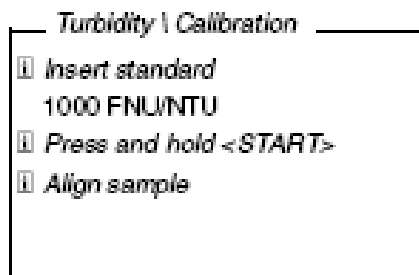 Turbidity \ Calibration
i Insert standard
1000 FNU/NTU
i Press and hold <START>
i Align sample